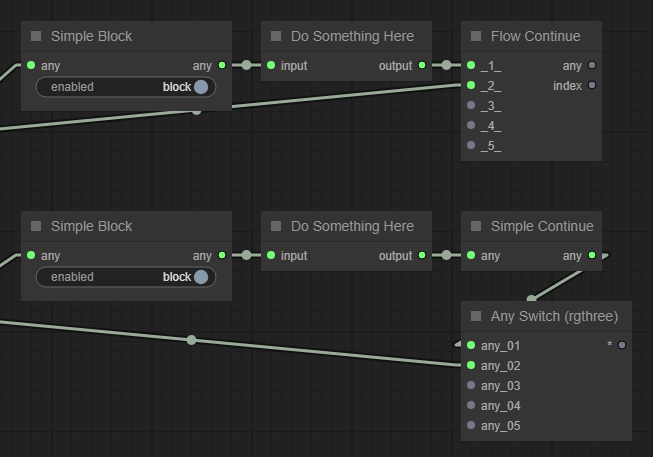 Simple Block
Do Something Here
Flow Continue
any any
input output
_1_ any
enabled block
_2_ index
_3_
_4_
_5_
Simple Block
Do Something Here
Simple Continue
any any
input output
any any
enabled block
Any Switch (rgthree)
any_01 *
any_02
any_03
any_04
any_05